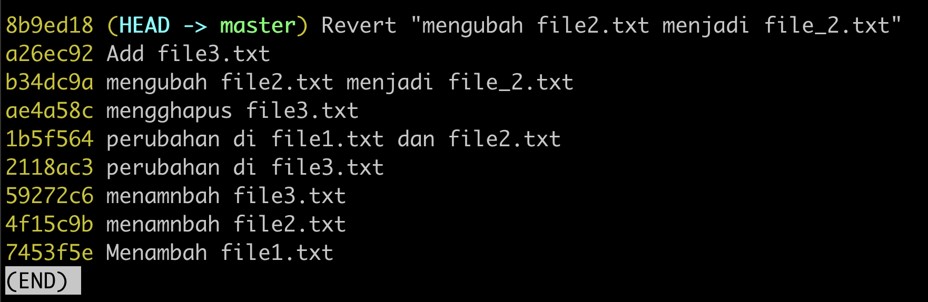 8b9ed18 (HEAD -> master) Revert "mengubah file2.txt menjadi file_2.txt"
a26ec92 Add file3.txt
b34dc9a mengubah file2.txt menjadi file_2.txt
ae4a58c mengghapus file3.txt
1b5f564 perubahan di file1.txt dan file2.txt
2118ac3 perubahan di file3.txt
59272c6 menamnbah file3.txt
4f15c9b menamnbah file2.txt
7453f5e Menambah file1.txt
(END)